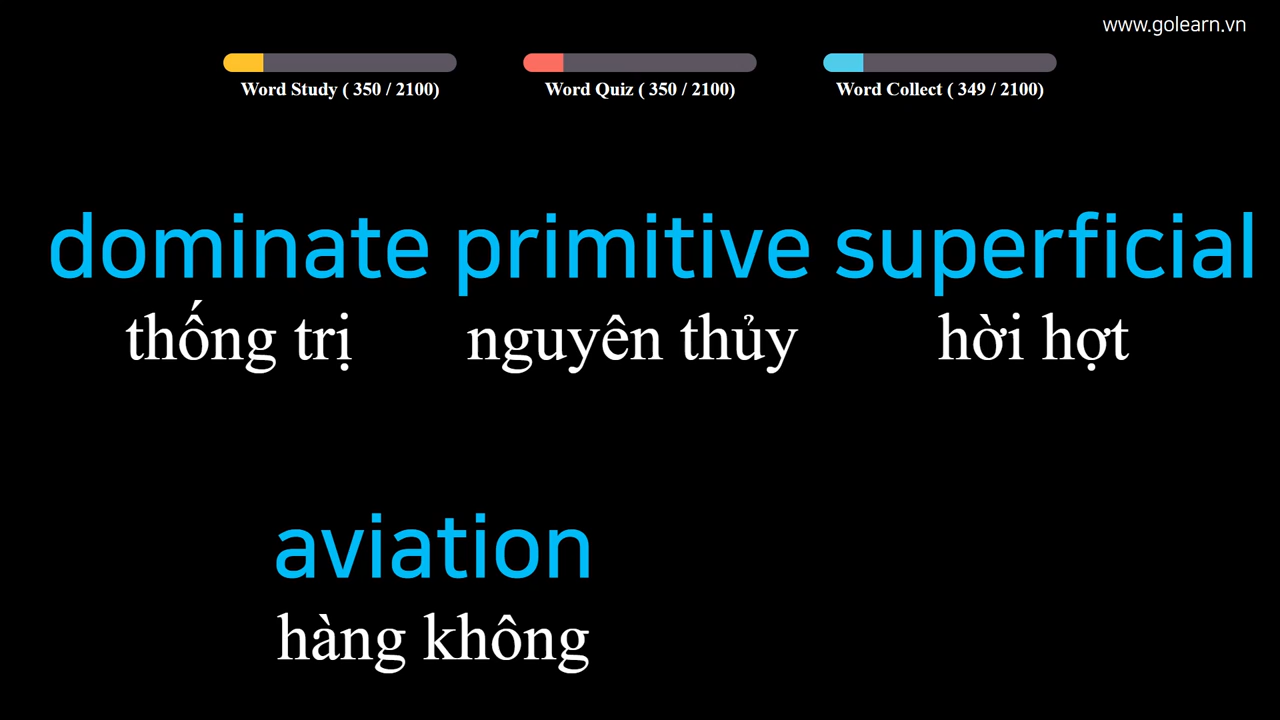 www.golearn.vn
Word Study ( 350 / 2100)
Word Quiz ( 350 / 2100)
Word Collect ( 349 / 2100)
dominate primitive superficial
thống trị nguyên thủy hời hợt
aviation
hàng không